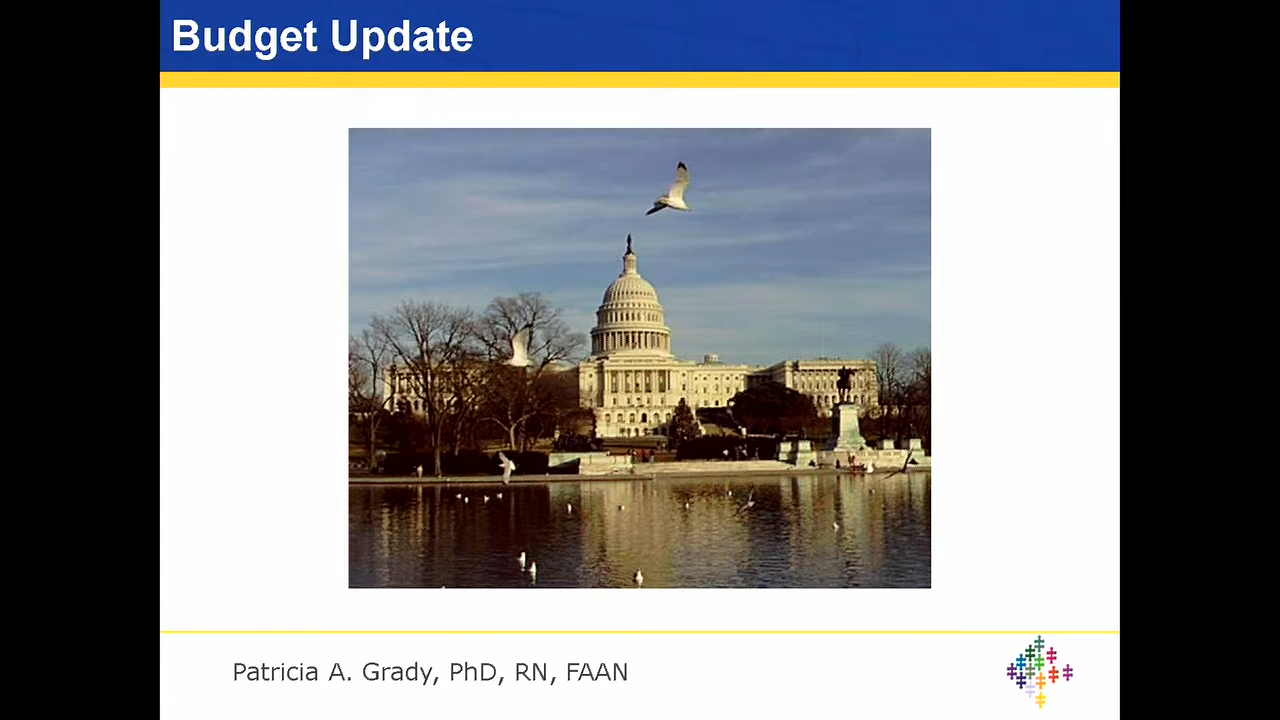 Budget Update
Patricia A. Grady, PhD, RN, FAAN